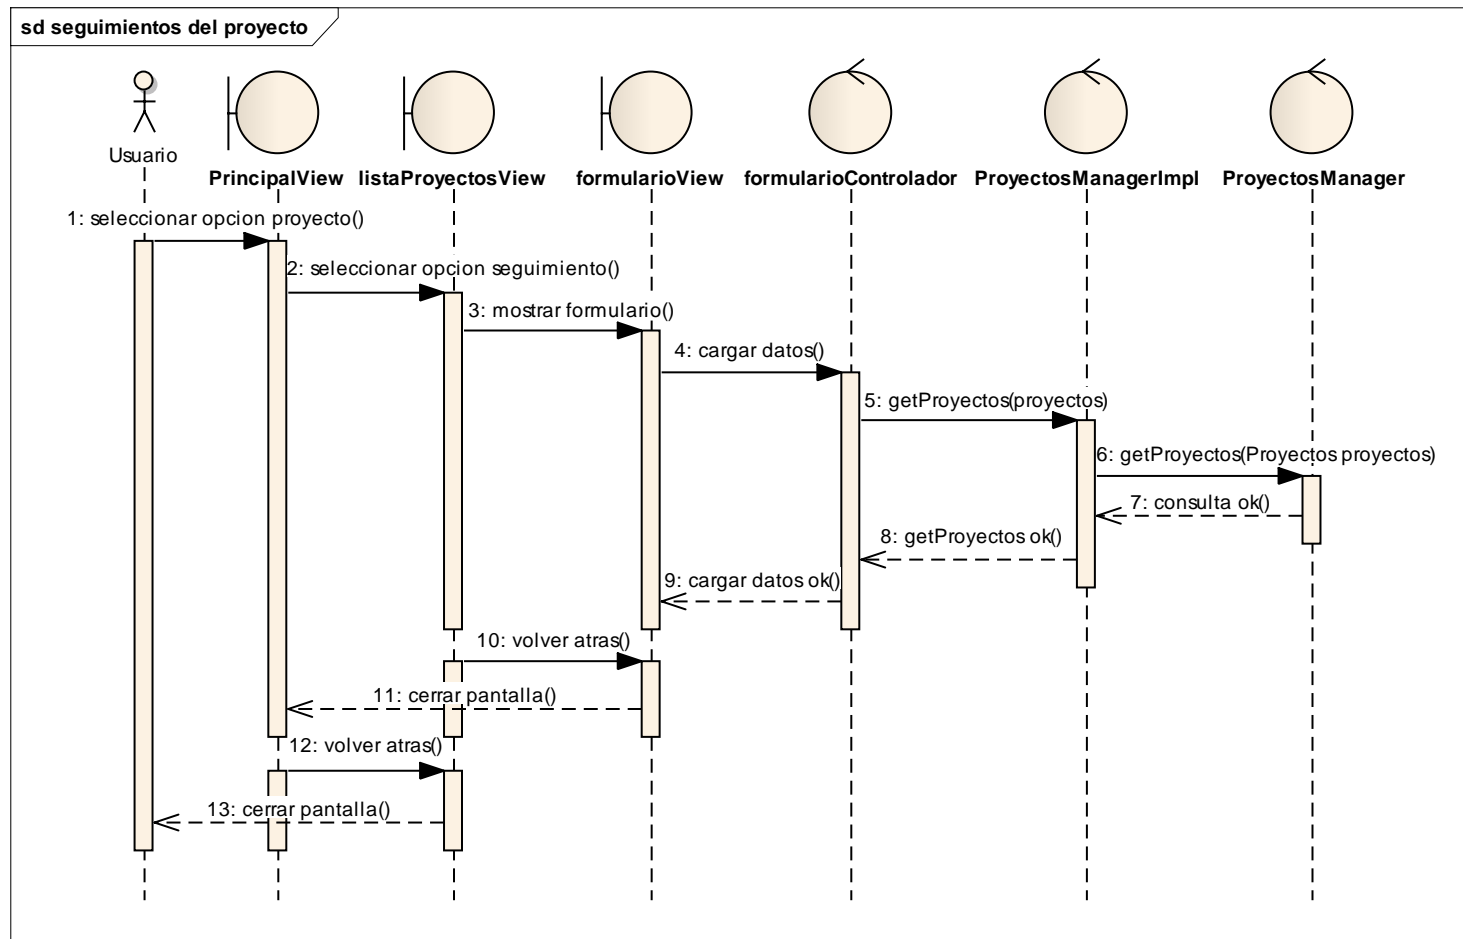 sd seguimientos del proyecto
Usuario
PrincipalView
listaProyectosView
formularioView
formularioControlador
ProyectosManagerImpl
ProyectosManager
1: seleccionar opcion proyecto()
2: seleccionar opcion seguimiento()
3: mostrar formulario()
4: cargar datos()
5: getProyectos(proyectos)
6: getProyectos(Proyectos proyectos)
7: consulta ok()
8: getProyectos ok()
9: cargar datos ok()
10: volver atras()
11: cerrar pantalla()
12: volver atras()
13: cerrar pantalla()